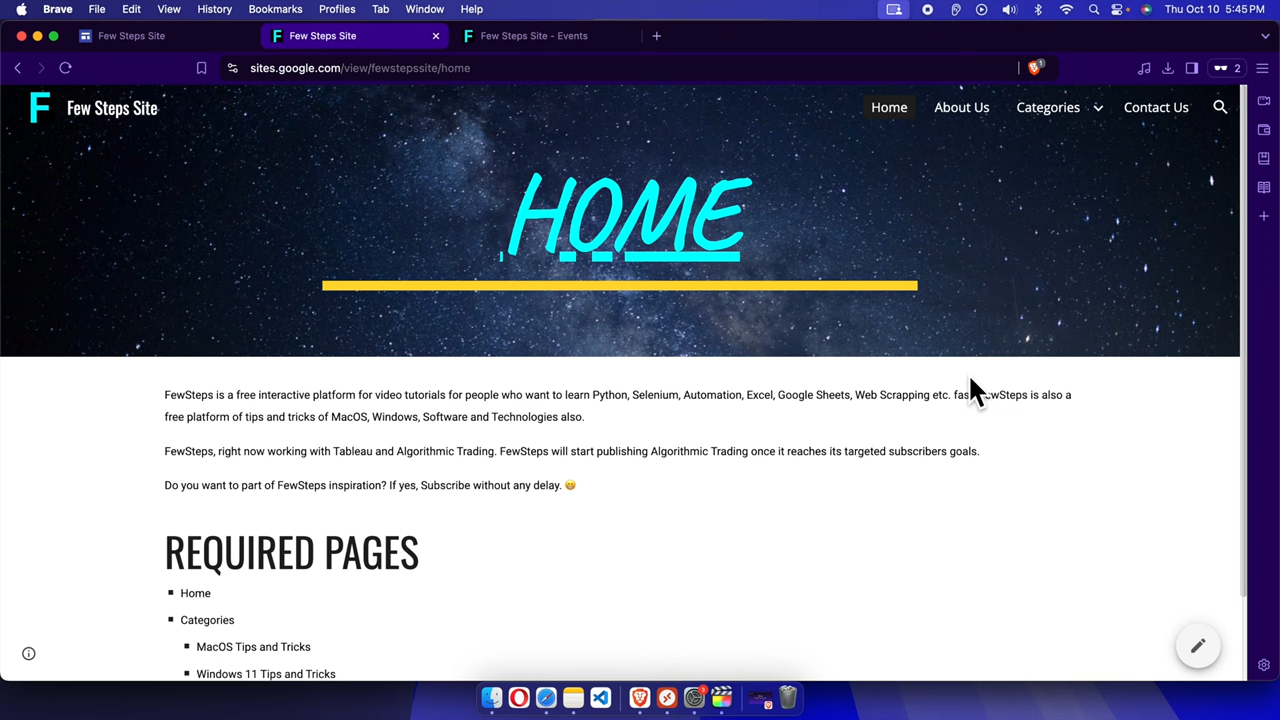 Brave File Edit View History Bookmarks Profiles Tab Window Help Thu Oct 10 5:45 PM
Few Steps Site
Few Steps Site
Few Steps Site - Events
sites.google.com/view/fewstepssite/home
1
2
F Few Steps Site
Home About Us Categories Contact Us
HOME
FewSteps is a free interactive platform for video tutorials for people who want to learn Python, Selenium, Automation, Excel, Google Sheets, Web Scrapping etc. is also a
free platform of tips and tricks of MacOS, Windows, Software and Technologies also.
FewSteps, right now working with Tableau and Algorithmic Trading. FewSteps will start publishing Algorithmic Trading once it reaches its targeted subscribers goals.
Do you want to part of FewSteps inspiration? If yes, Subscribe without any delay. 😁
REQUIRED PAGES
Home
Categories
MacOS Tips and Tricks
Windows 11 Tips and Tricks